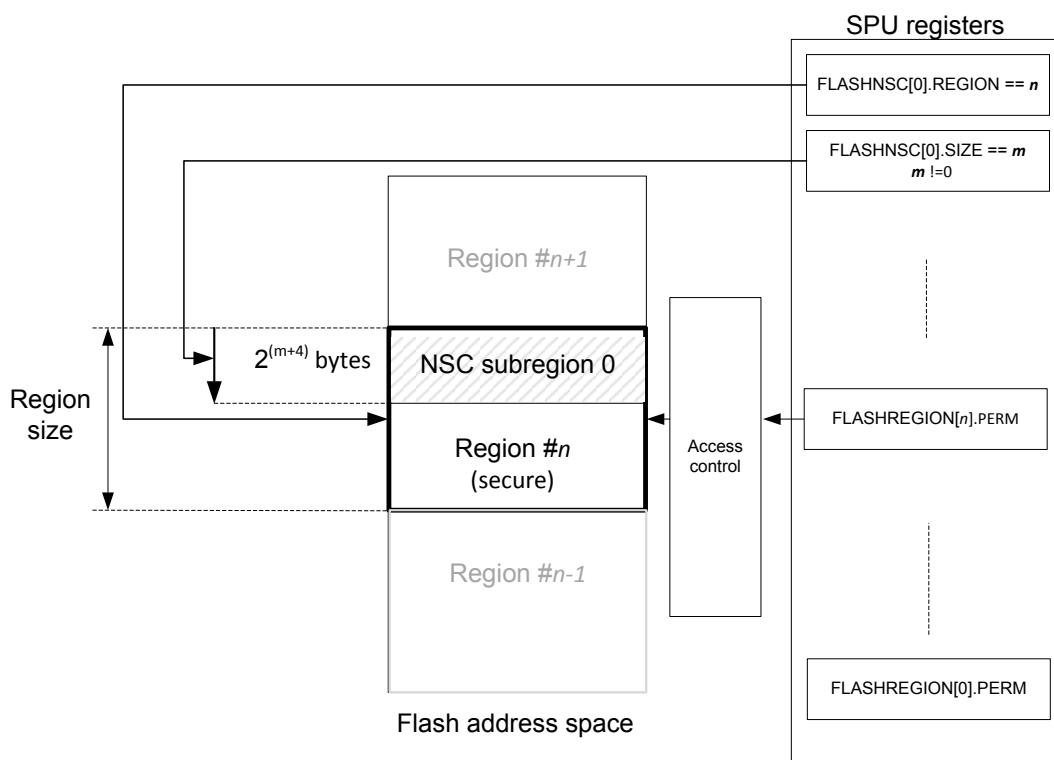 SPU registers
FLASHNSC[0].REGION == n
FLASHNSC[0].SIZE == m
m !=0
Region #n+1
2^(m+4) bytes
NSC subregion 0
Region
size
Region #n
(secure)
Access
control
FLASHREGION[n].PERM
Region #n-1
FLASHREGION[0].PERM
Flash address space